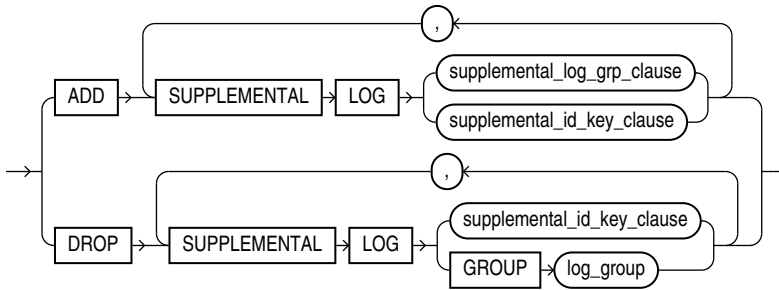 ,
ADD SUPPLEMENTAL LOG supplemental_log_grp_clause
supplemental_id_key_clause
,
DROP SUPPLEMENTAL LOG supplemental_id_key_clause
GROUP log_group